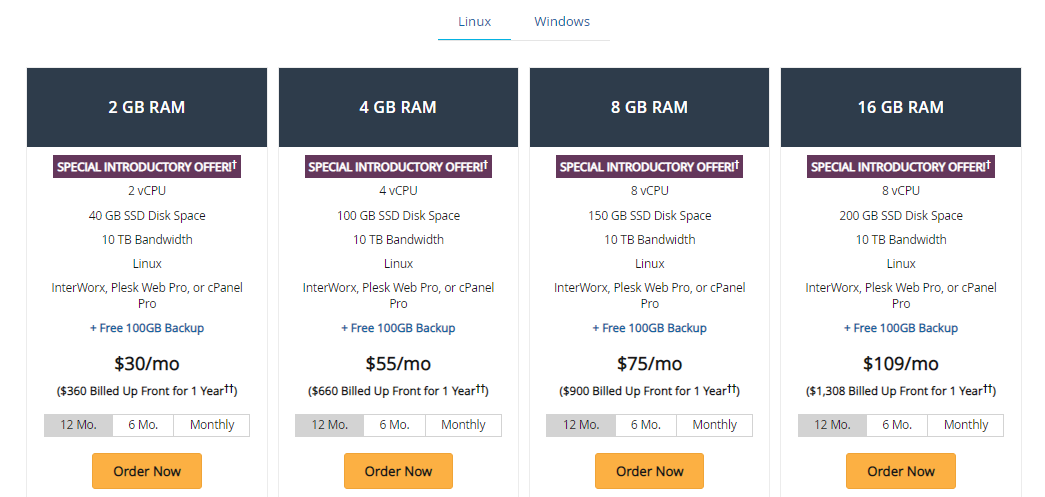 Linux
Windows
2 GB RAM
SPECIAL INTRODUCTORY OFFER!†
2 vCPU
40 GB SSD Disk Space
10 TB Bandwidth
Linux
InterWorx, Plesk Web Pro, or cPanel
Pro
+ Free 100GB Backup
$30/mo
($360 Billed Up Front for 1 Year††)
12 Mo.
6 Mo.
Monthly
Order Now
4 GB RAM
SPECIAL INTRODUCTORY OFFER!†
4 vCPU
100 GB SSD Disk Space
10 TB Bandwidth
Linux
InterWorx, Plesk Web Pro, or cPanel
Pro
+ Free 100GB Backup
$55/mo
($660 Billed Up Front for 1 Year††)
12 Mo.
6 Mo.
Monthly
Order Now
8 GB RAM
SPECIAL INTRODUCTORY OFFER!†
8 vCPU
150 GB SSD Disk Space
10 TB Bandwidth
Linux
InterWorx, Plesk Web Pro, or cPanel
Pro
+ Free 100GB Backup
$75/mo
($900 Billed Up Front for 1 Year††)
12 Mo.
6 Mo.
Monthly
Order Now
16 GB RAM
SPECIAL INTRODUCTORY OFFER!†
8 vCPU
200 GB SSD Disk Space
10 TB Bandwidth
Linux
InterWorx, Plesk Web Pro, or cPanel
Pro
+ Free 100GB Backup
$109/mo
($1,308 Billed Up Front for 1 Year††)
12 Mo.
6 Mo.
Monthly
Order Now